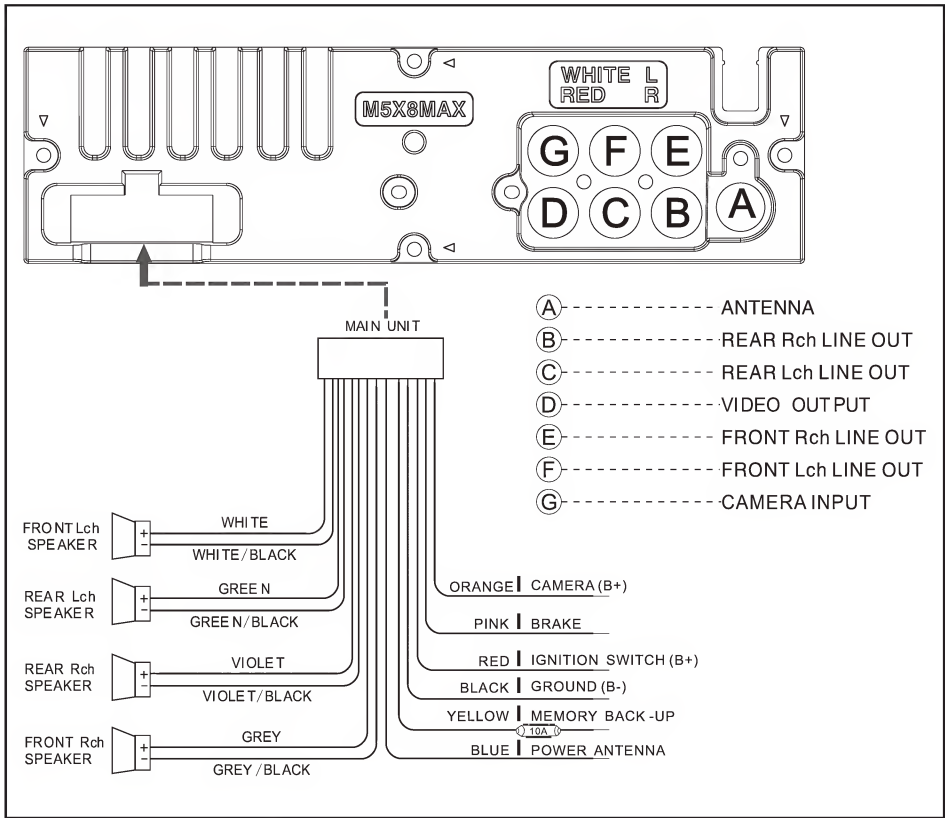 WHITE L
RED R
M5X8MAX
G F E
D C B A
MAIN UNIT
A ANTENNA
B REAR Rch LINE OUT
C REAR Lch LINE OUT
D VIDEO OUTPUT
E FRONT Rch LINE OUT
F FRONT Lch LINE OUT
G CAMERA INPUT
FRONT Lch
SPEAKER
+
-
WHITE
WHITE/BLACK
REAR Lch
SPEAKER
+
-
GREEN
GREEN/BLACK
REAR Rch
SPEAKER
+
-
VIOLET
VIOLET/BLACK
FRONT Rch
SPEAKER
+
-
GREY
GREY/BLACK
ORANGE CAMERA (B+)
PINK BRAKE
RED IGNITION SWITCH (B+)
BLACK GROUND (B-)
YELLOW MEMORY BACK-UP
10A
BLUE POWER ANTENNA